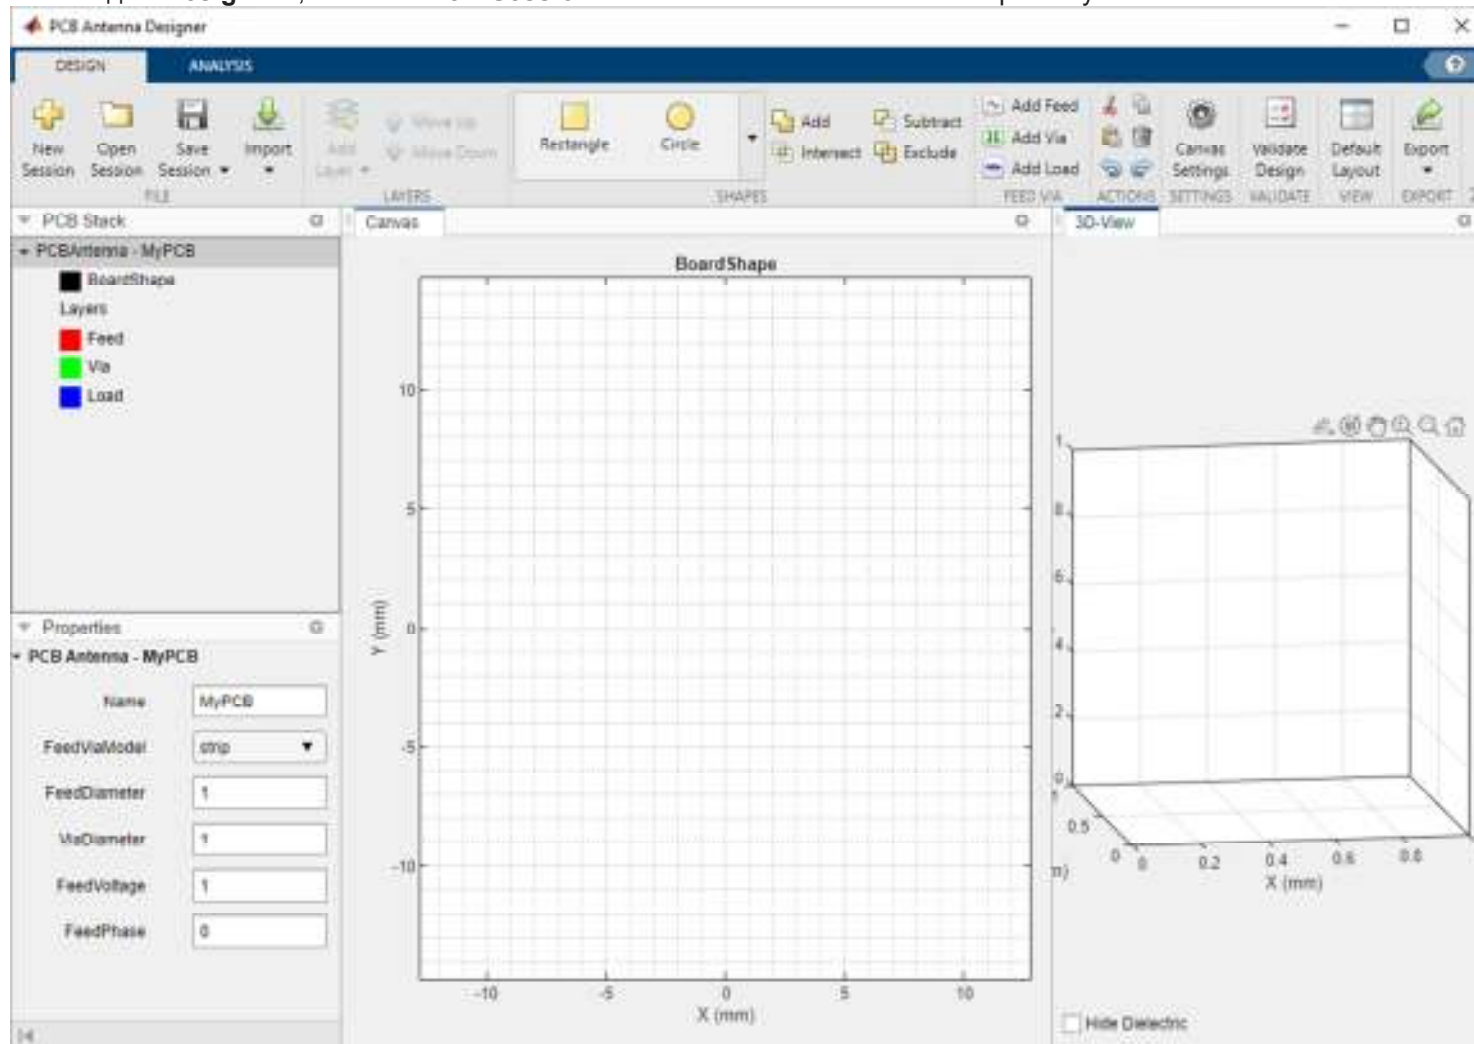 PCB Antenna Designer
DESIGN ANALYSIS
New Session
Open Session
Save Session
Import
FILE
Add Layer
Move Up
Move Down
LAYERS
Rectangle
Circle
Add
Subtract
Intersect
Exclude
SHAPES
Add Feed
Add Via
Add Load
FEED VIA
ACTIONS
Canvas Settings
SETTINGS
Validate Design
VALIDATE
Default Layout
VIEW
Export
EXPORT
PCB Stack
PCBAntenna - MyPCB
BoardShape
Layers
Feed
Via
Load
Properties
PCB Antenna - MyPCB
Name MyPCB
FeedViaModel strip
FeedDiameter 1
ViaDiameter 1
FeedVoltage 1
FeedPhase 0
Canvas
BoardShape
10
5
0
-5
-10
Y (mm)
-10 -5 0 5 10
X (mm)
3D-View
1
8
6
4
2
0
0.5
0
0 0.2 0.4 0.6 0.8
X (mm)
m)
Hide Dielectric